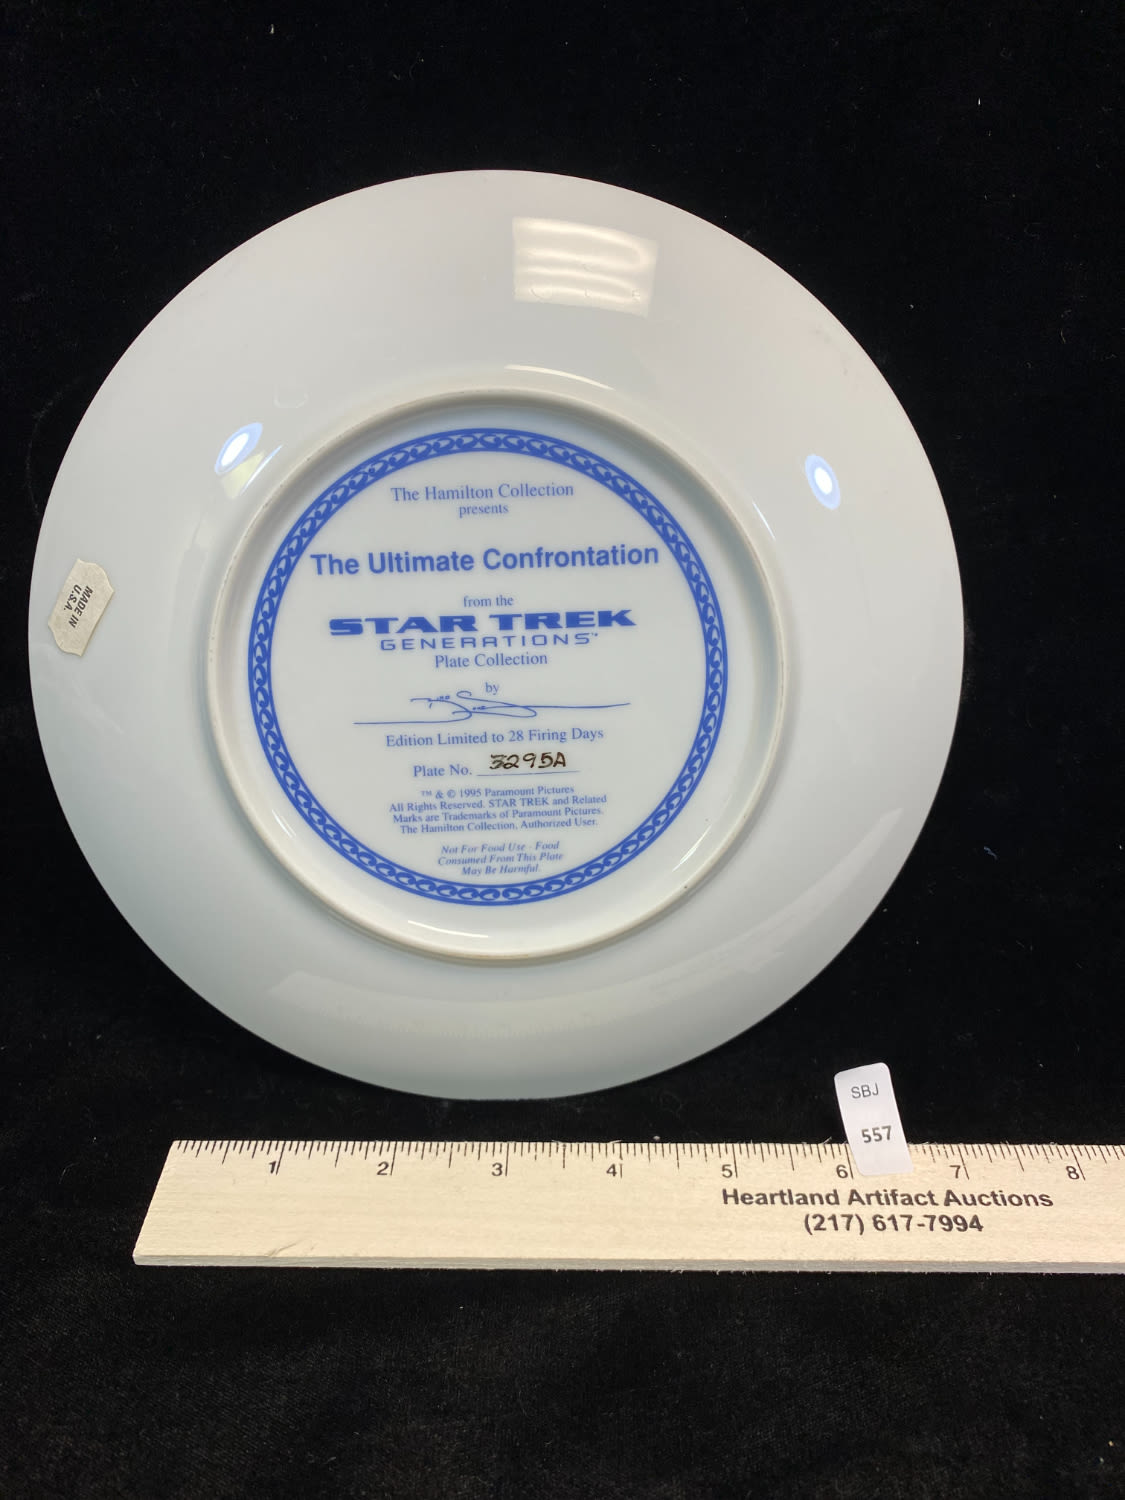 The Hamilton Collection
presents
The Ultimate Confrontation
from the
STAR TREK
GENERATIONS™
Plate Collection
by
Edition Limited to 28 Firing Days
Plate No. 3295A
™ & © 1995 Paramount Pictures
All Rights Reserved. STAR TREK and Related
Marks are Trademarks of Paramount Pictures.
The Hamilton Collection, Authorized User.
Not For Food Use - Food
Consumed From This Plate
May Be Harmful.
MADE IN
U.S.A.
SBJ
557
1 2 3 4 5 6 7 8
Heartland Artifact Auctions
(217) 617-7994